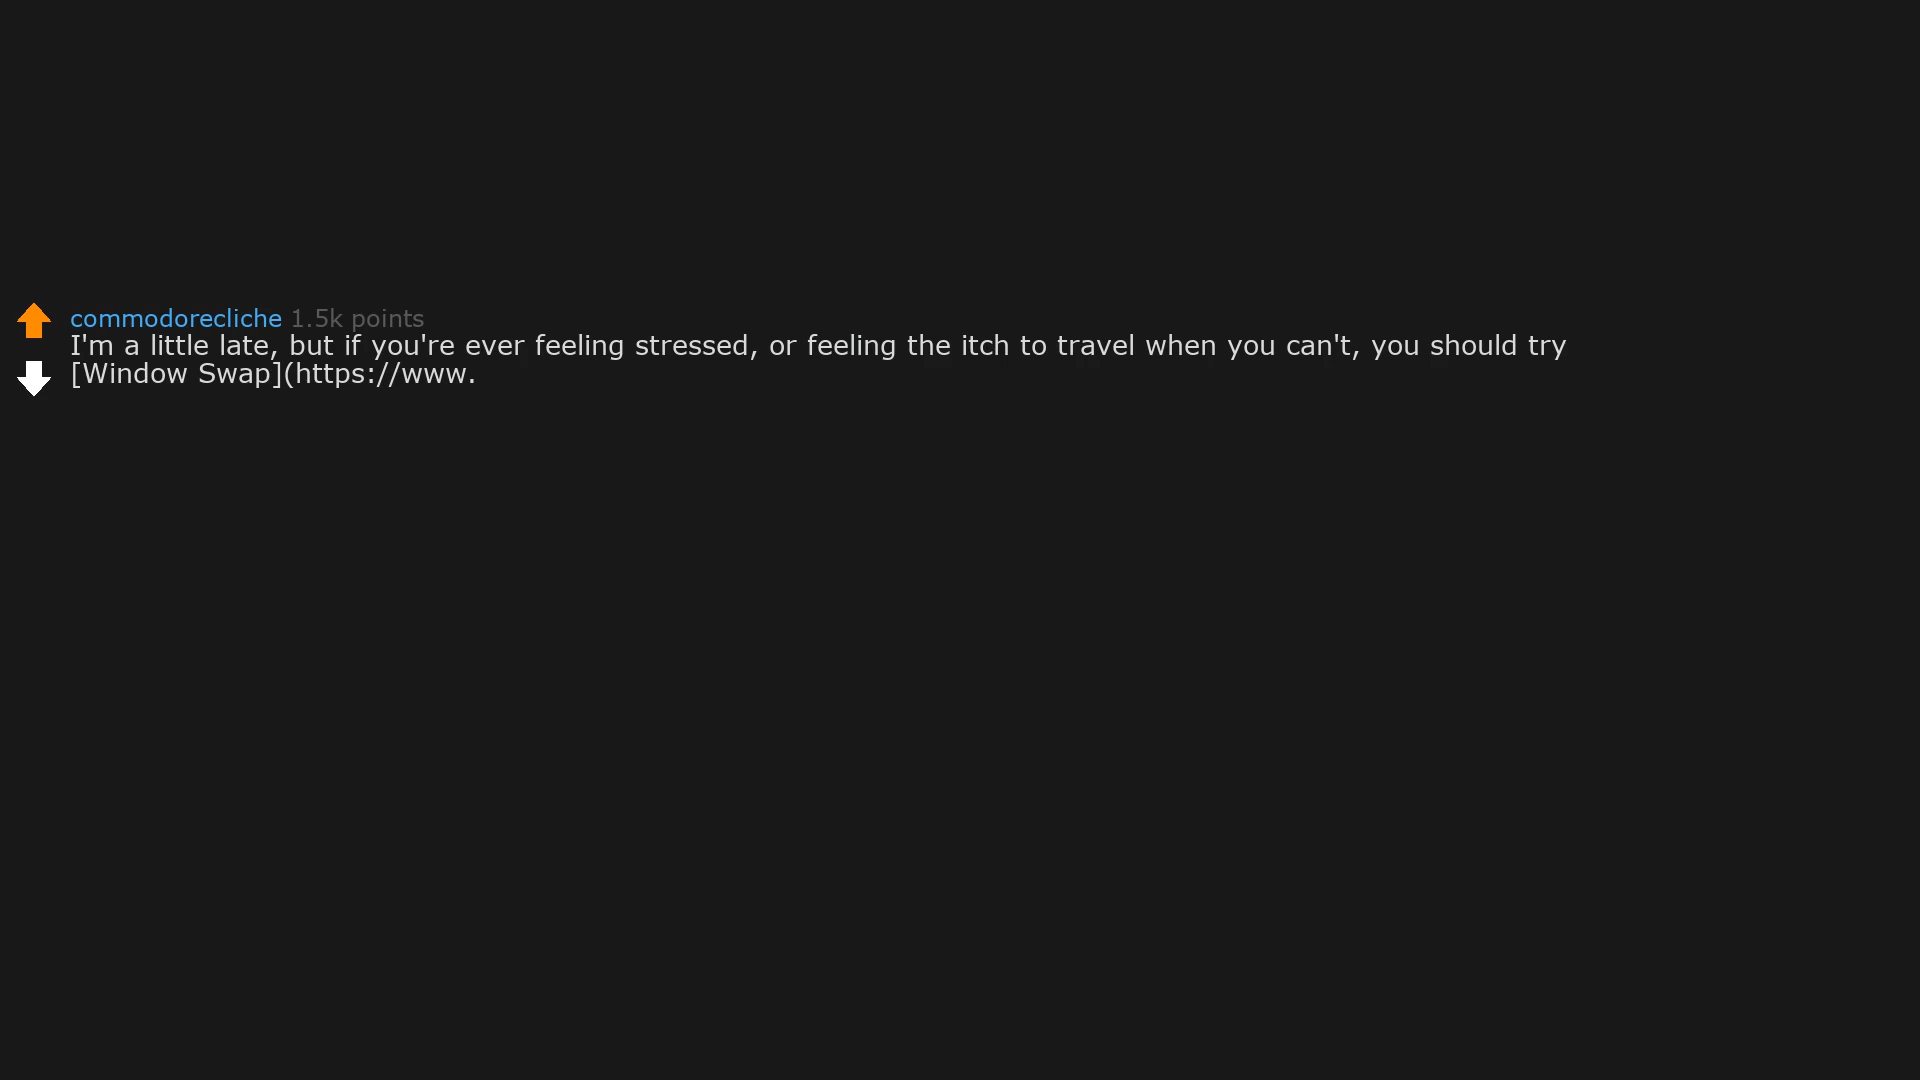 commodorecliche 1.5k points
I'm a little late, but if you're ever feeling stressed, or feeling the itch to travel when you can't, you should try
[Window Swap](https://www.